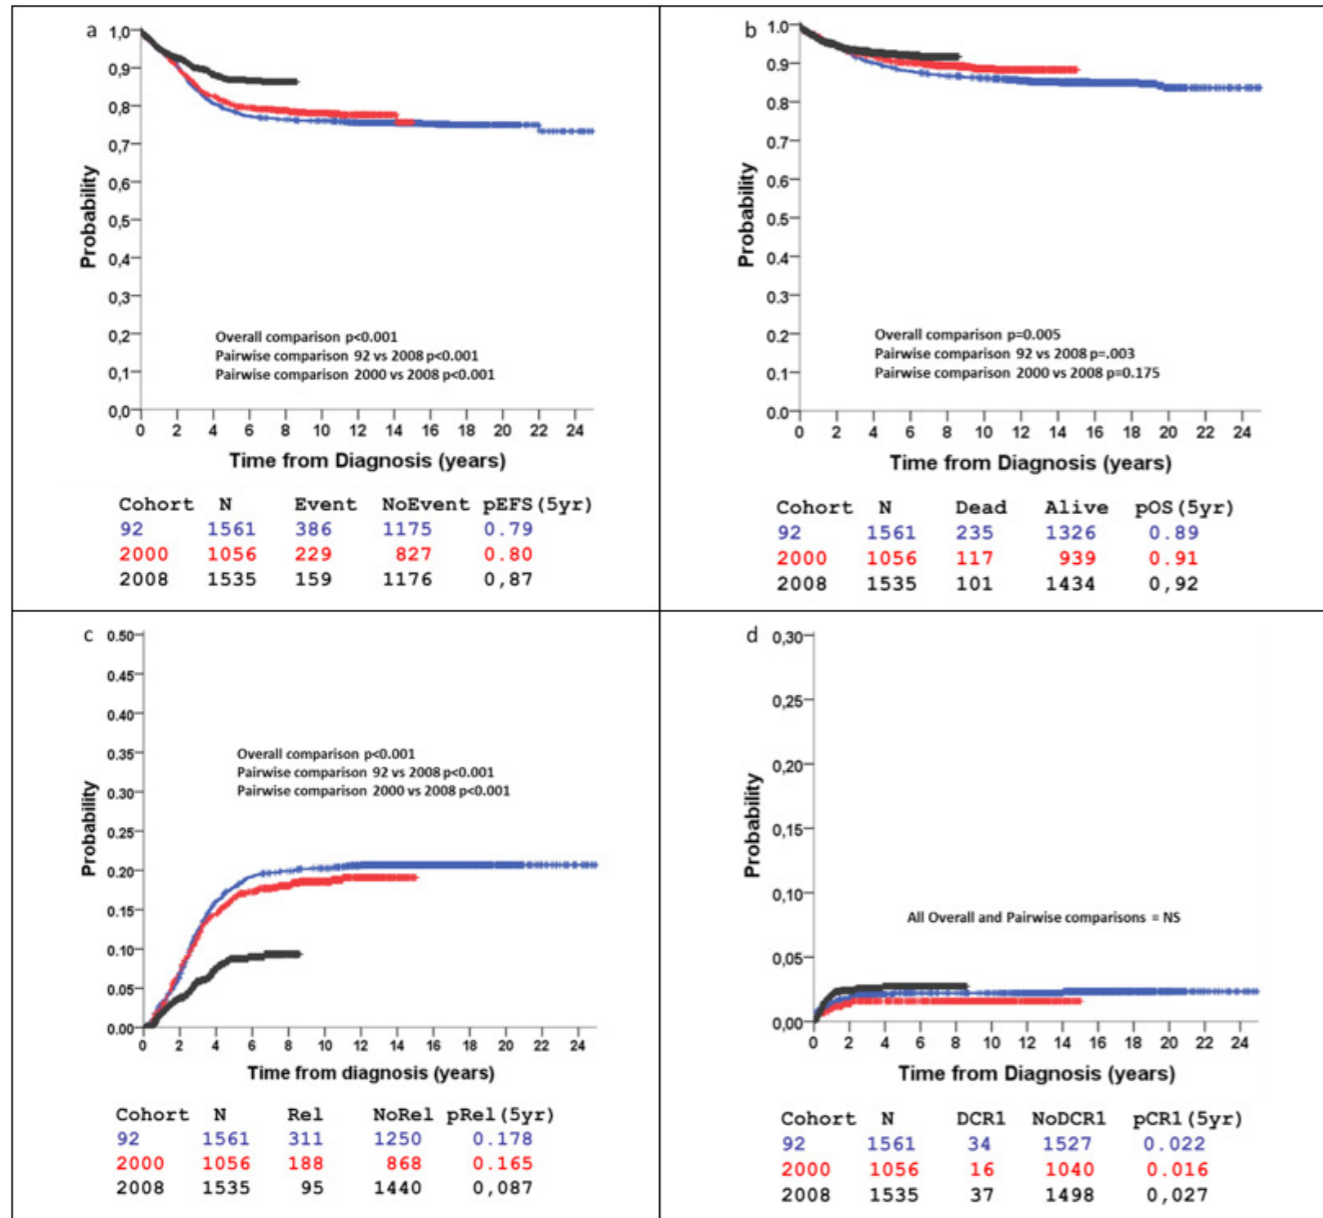 a
1,0
0,9
0,8
0,7
0,6
0,5
0,4
0,3
0,2
0,1
0,0
Probability
Overall comparison p<0.001
Pairwise comparison 92 vs 2008 p<0.001
Pairwise comparison 2000 vs 2008 p<0.001
0 2 4 6 8 10 12 14 16 18 20 22 24
Time from Diagnosis (years)
Cohort N Event NoEvent pEFS(5yr)
92 1561 386 1175 0.79
2000 1056 229 827 0.80
2008 1535 159 1176 0,87
b
1.0
0.9
0.8
0.7
0.6
0.5
0.4
0.3
0.2
0.1
0.0
Probability
Overall comparison p=0.005
Pairwise comparison 92 vs 2008 p=.003
Pairwise comparison 2000 vs 2008 p=0.175
0 2 4 6 8 10 12 14 16 18 20 22 24
Time from Diagnosis (years)
Cohort N Dead Alive pOS(5yr)
92 1561 235 1326 0.89
2000 1056 117 939 0.91
2008 1535 101 1434 0,92
c
0.50
0.45
0.40
0.35
0.30
0.25
0.20
0.15
0.10
0.05
0.00
Probability
Overall comparison p<0.001
Pairwise comparison 92 vs 2008 p<0.001
Pairwise comparison 2000 vs 2008 p<0.001
0 2 4 6 8 10 12 14 16 18 20 22 24
Time from diagnosis (years)
Cohort N Rel NoRel pRel(5yr)
92 1561 311 1250 0.178
2000 1056 188 868 0.165
2008 1535 95 1440 0,087
d
0,30
0,25
0,20
0,15
0,10
0,05
0,00
Probability
All Overall and Pairwise comparisons = NS
0 2 4 6 8 10 12 14 16 18 20 22 24
Time from Diagnosis (years)
Cohort N DCR1 NoDCR1 pCR1(5yr)
92 1561 34 1527 0.022
2000 1056 16 1040 0.016
2008 1535 37 1498 0,027